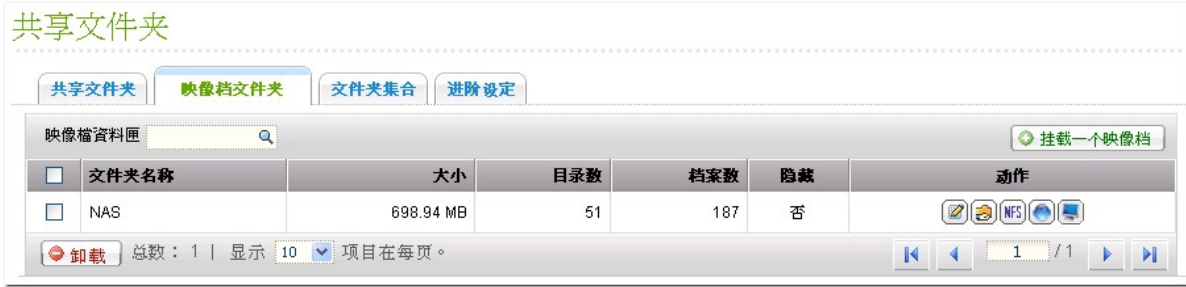 共享文件夹
共享文件夹 映像档文件夹 文件夹集合 进阶设定
映像檔資料匣 挂载一个映像档
文件夹名称 大小 目录数 档案数 隐藏 动作
NAS 698.94 MB 51 187 否 NFS
卸载 总数：1 | 显示 10 项目在每页。 1 / 1